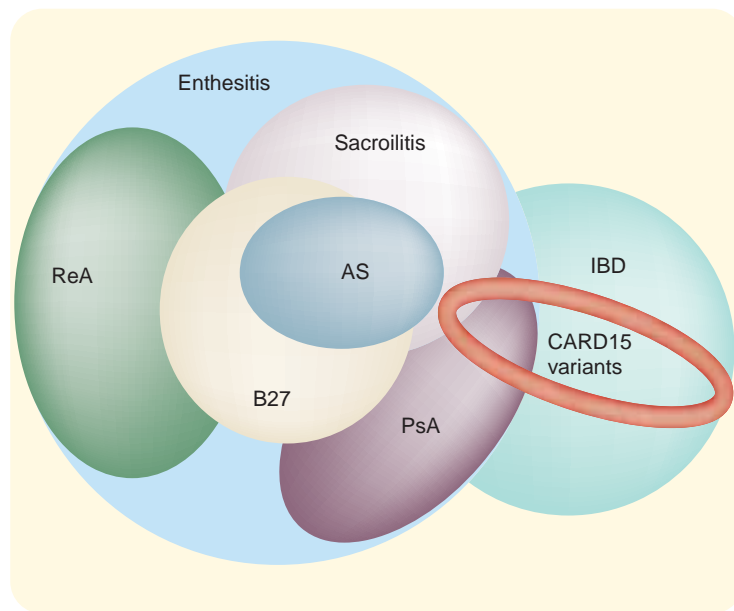 Enthesitis
Sacroilitis
ReA
AS
IBD
CARD15
variants
B27
PsA